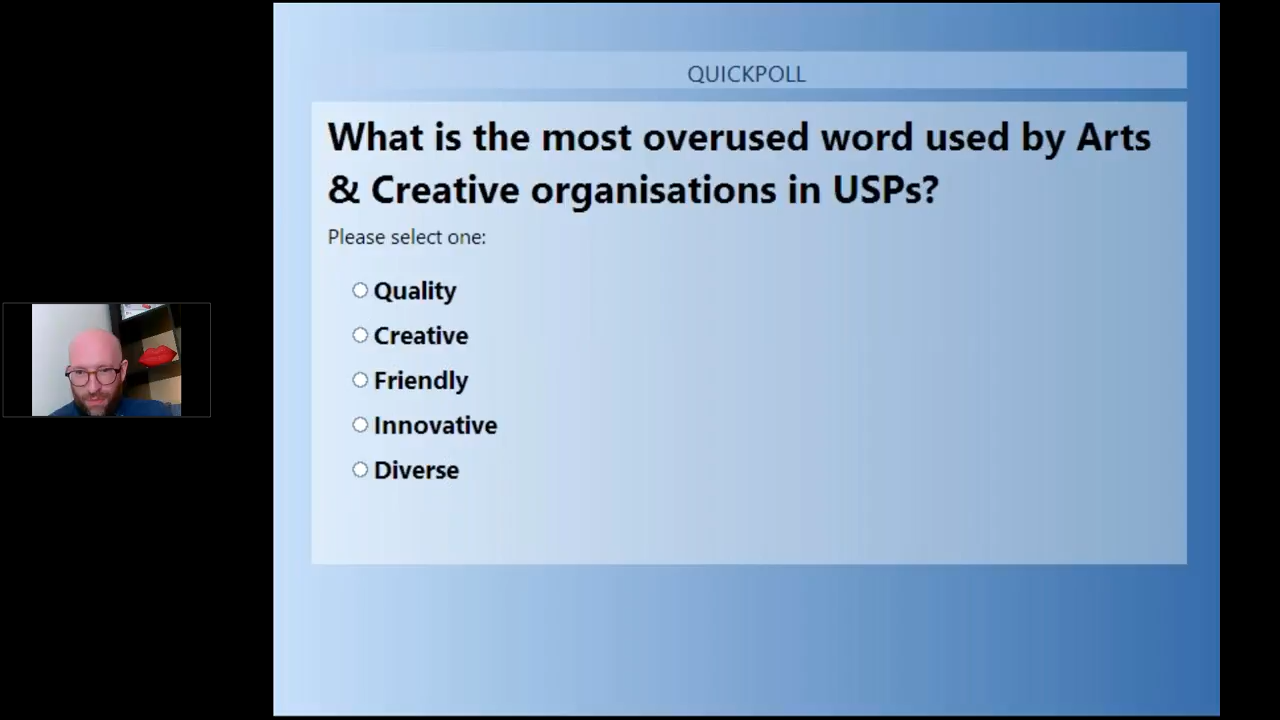 QUICKPOLL
What is the most overused word used by Arts
& Creative organisations in USPs?
Please select one:
Quality
Creative
Friendly
Innovative
Diverse